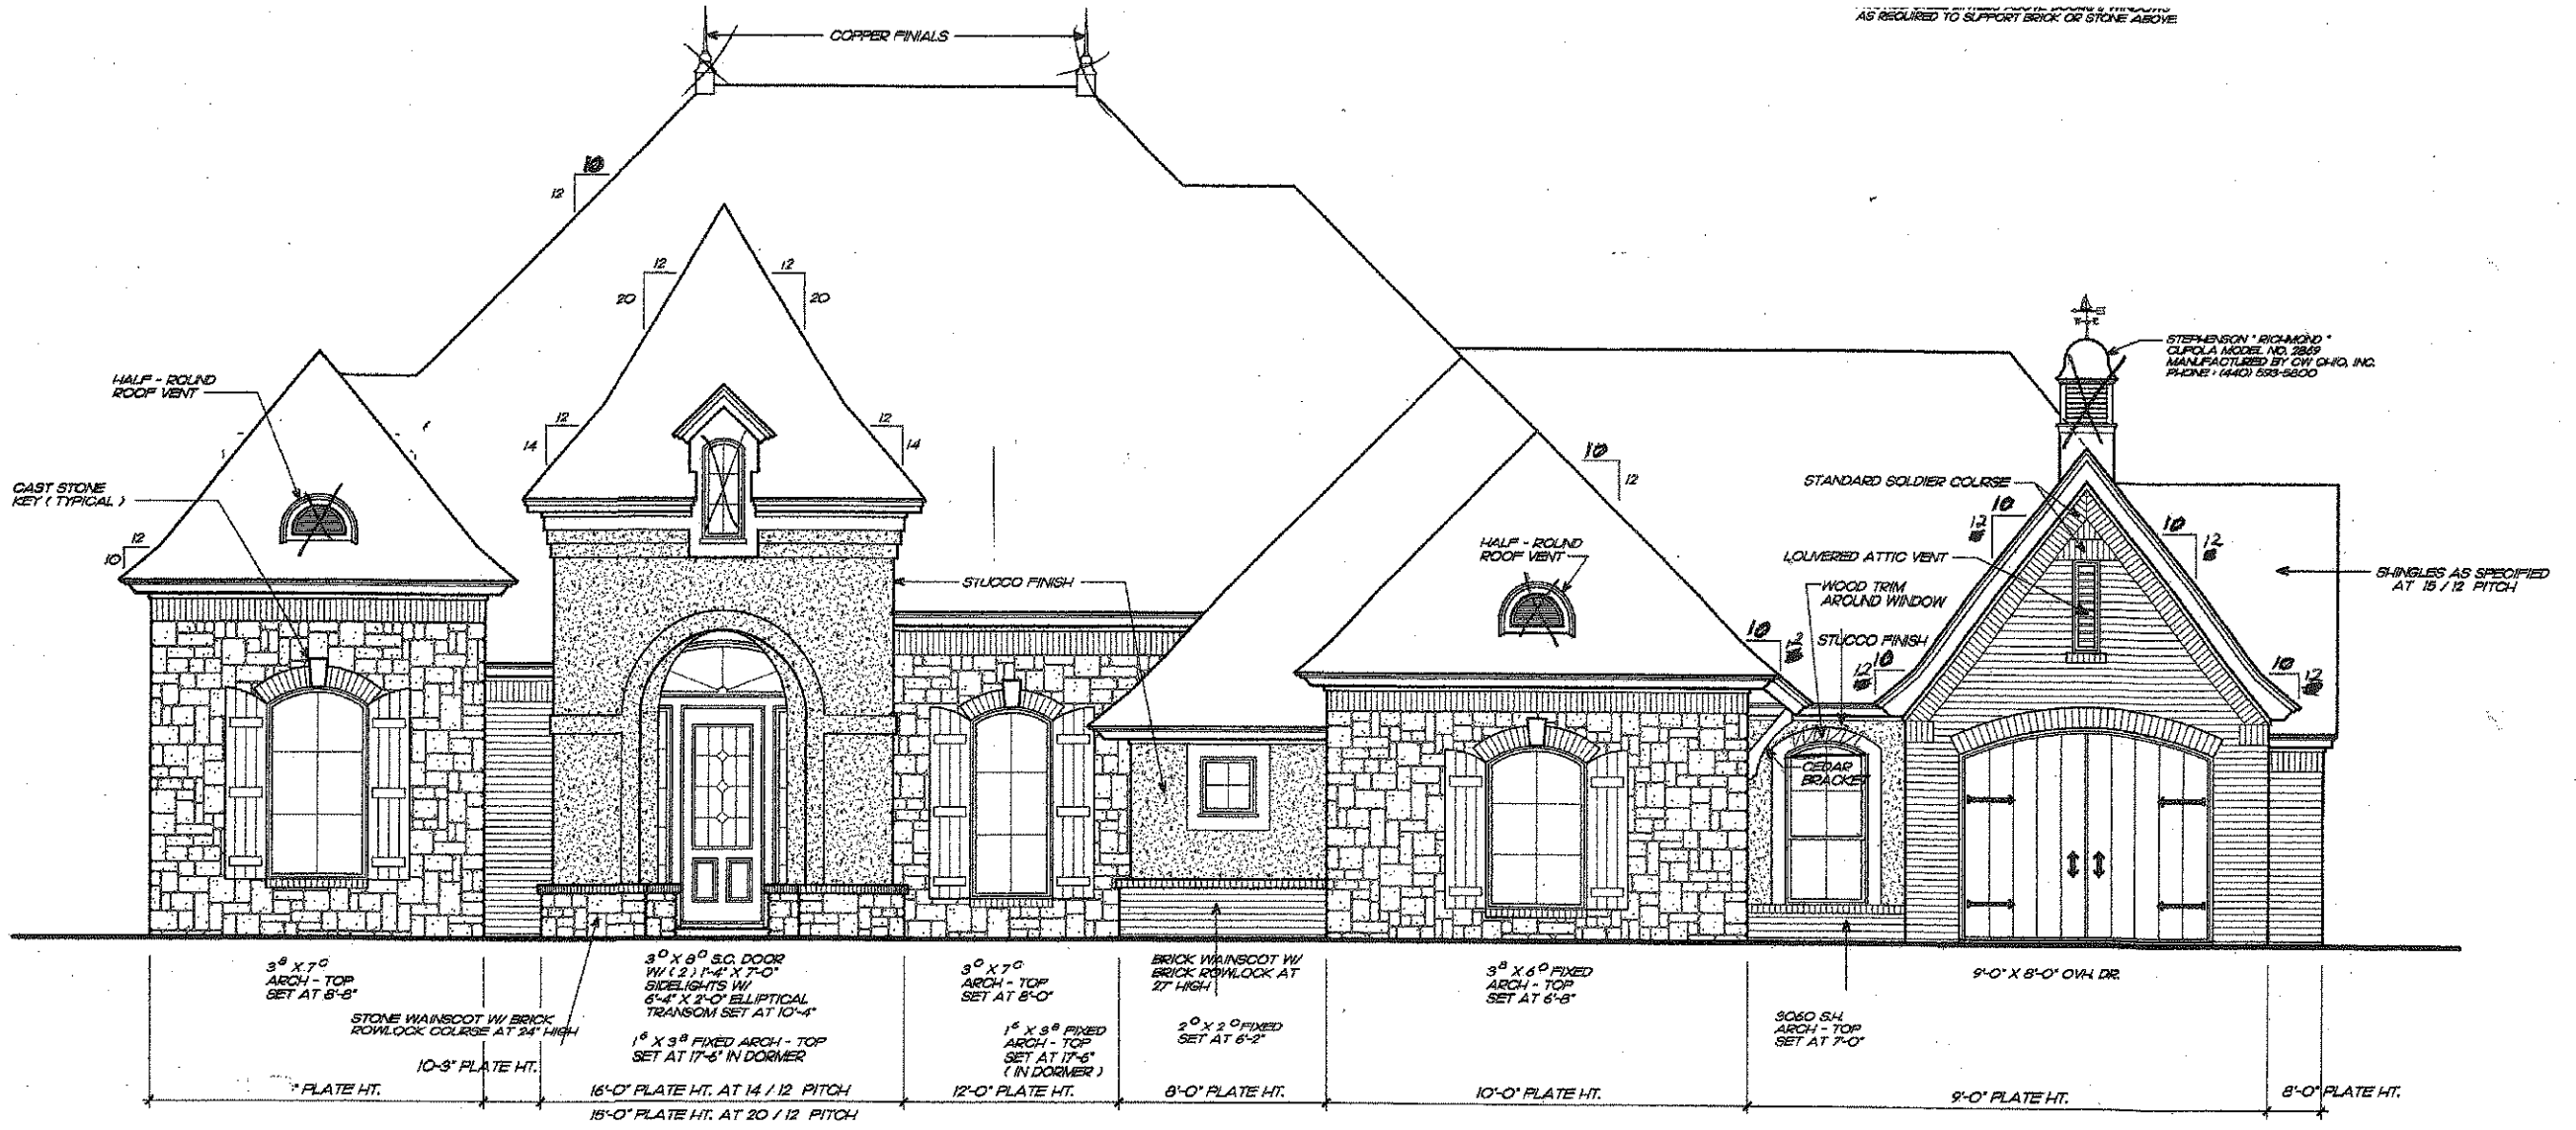 AS REQUIRED TO SUPPORT BRICK OR STONE ABOVE
COPPER FINIALS
10
12
12
12
20
20
STEPHENSON "RICHMOND"
CUPOLA MODEL NO. 2869
MANUFACTURED BY CW OHIO, INC.
PHONE : (440) 593-5800
HALF - ROUND
ROOF VENT
12
12
14
14
10
12
STANDARD SOLDIER COURSE
CAST STONE
KEY ( TYPICAL )
10
12
10
12
12
10
HALF - ROUND
ROOF VENT
LOUVERED ATTIC VENT
STUCCO FINISH
WOOD TRIM
AROUND WINDOW
SHINGLES AS SPECIFIED
AT 15 / 12 PITCH
10
12
STUCCO FINISH
12
10
10
12
CEDAR
BRACKET
3⁸ X 7⁰
ARCH - TOP
SET AT 8'-8"
3⁰ X 8⁰ S.C. DOOR
W/ ( 2 ) 1'-4" X 7'-0"
SIDELIGHTS W/
6'-4" X 2'-0" ELLIPTICAL
TRANSOM SET AT 10'-4"
3⁰ X 7⁰
ARCH - TOP
SET AT 8'-0"
BRICK WAINSCOT W/
BRICK ROWLOCK AT
27" HIGH
3⁸ X 6⁰ FIXED
ARCH - TOP
SET AT 6'-8"
9'-0" X 8'-0" OVH. DR.
STONE WAINSCOT W/ BRICK
ROWLOCK COURSE AT 24" HIGH
1⁶ X 3⁸ FIXED ARCH - TOP
SET AT 17'-6" IN DORMER
1⁶ X 3⁸ FIXED
ARCH - TOP
SET AT 17'-6"
( IN DORMER )
2⁰ X 2⁰ FIXED
SET AT 6'-2"
3060 S.H.
ARCH - TOP
SET AT 7'-0"
10'-3" PLATE HT.
" PLATE HT.
16'-0" PLATE HT. AT 14 / 12 PITCH
12'-0" PLATE HT.
8'-0" PLATE HT.
10'-0" PLATE HT.
9'-0" PLATE HT.
8'-0" PLATE HT.
15'-0" PLATE HT. AT 20 / 12 PITCH